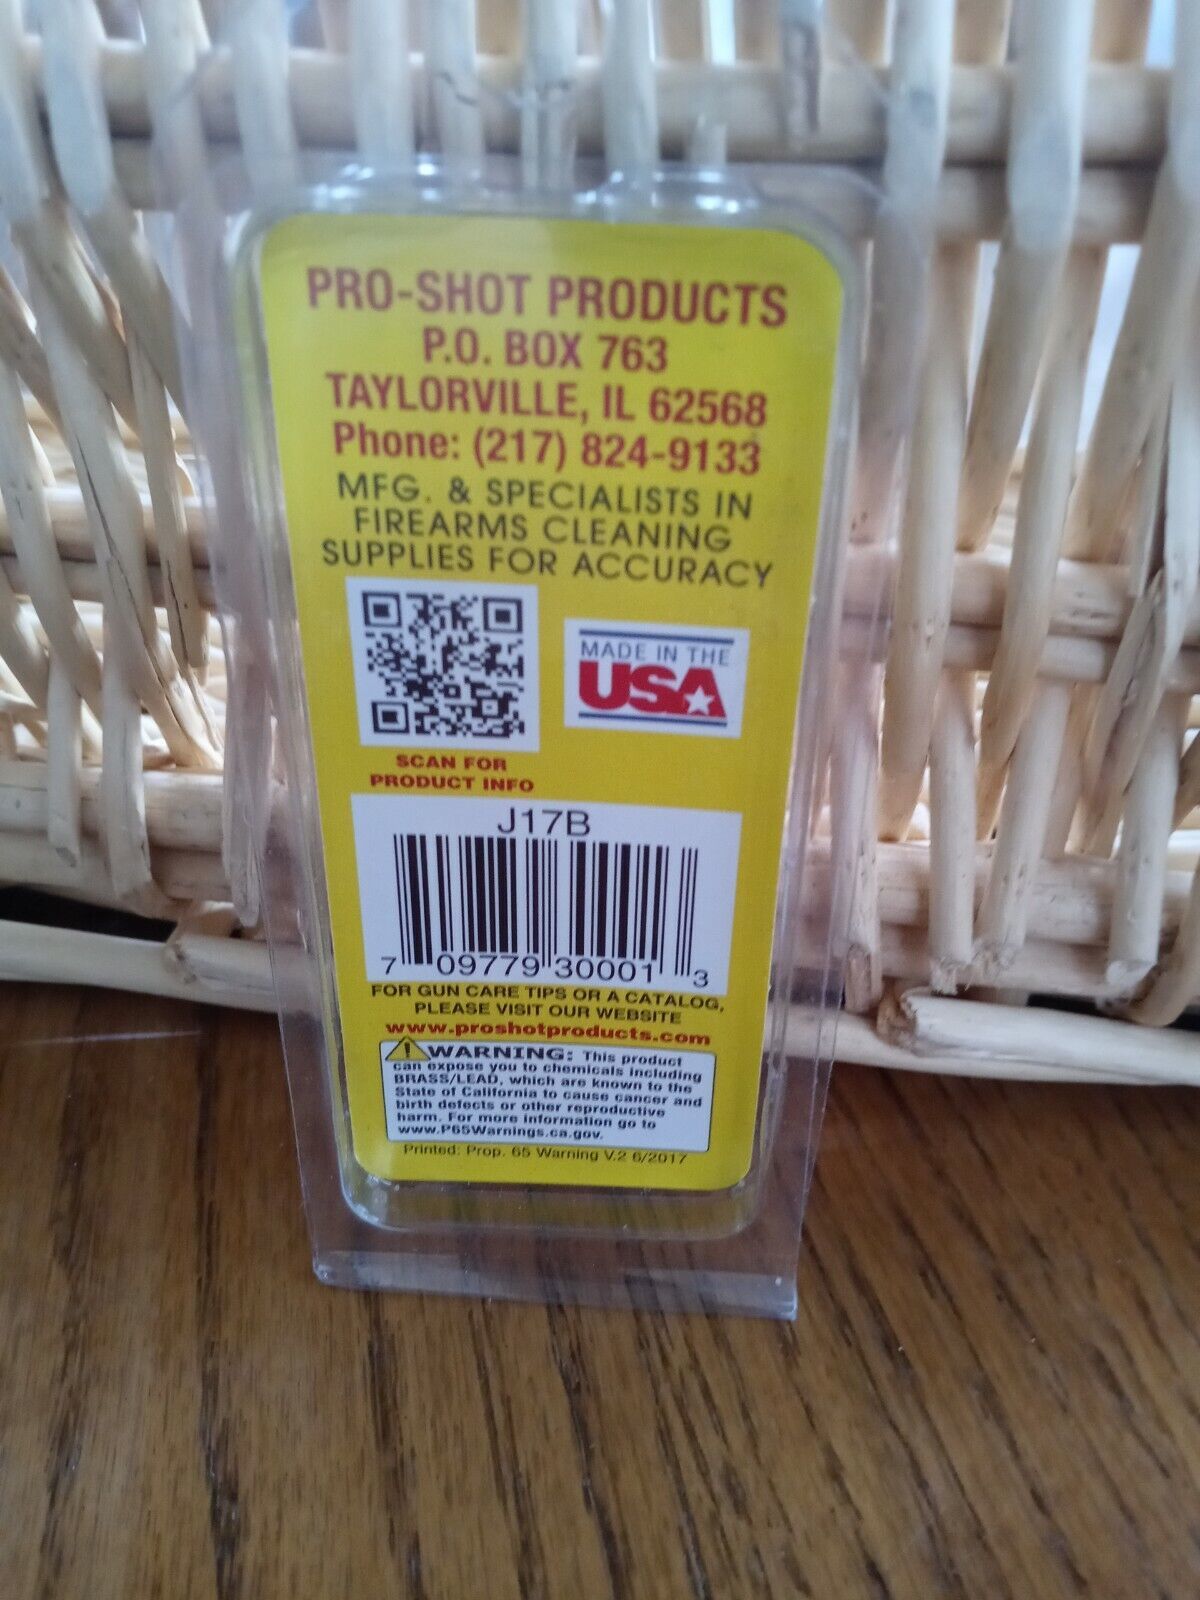 PRO-SHOT PRODUCTS
P.O. BOX 763
TAYLORVILLE, IL 62568
Phone: (217) 824-9133
MFG. & SPECIALISTS IN
FIREARMS CLEANING
SUPPLIES FOR ACCURACY
MADE IN THE
USA
SCAN FOR
PRODUCT INFO
J17B
7 09779 30001 3
FOR GUN CARE TIPS OR A CATALOG,
PLEASE VISIT OUR WEBSITE
www.proshotproducts.com
WARNING: This product
can expose you to chemicals including
BRASS/LEAD, which are known to the
State of California to cause cancer and
birth defects or other reproductive
harm. For more information go to
www.P65Warnings.ca.gov.
Printed: Prop. 65 Warning V.2 6/2017